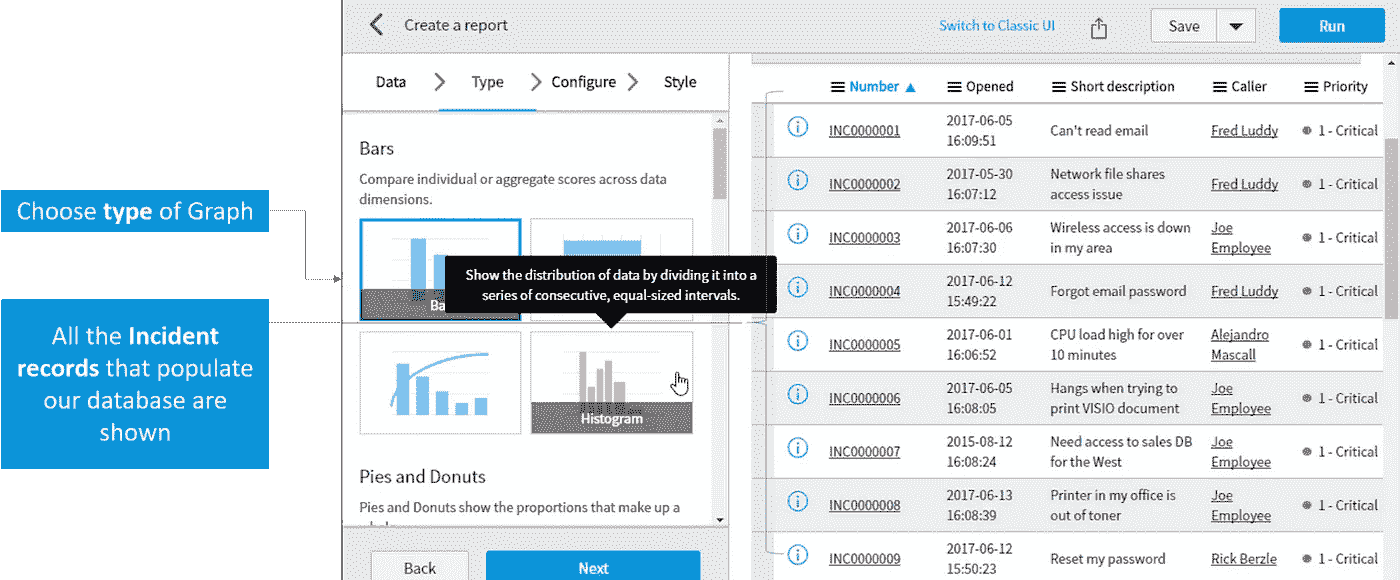 Create a report
Switch to Classic UI
Save
Run
Data
Type
Configure
Style
Choose type of Graph
All the Incident
records that populate
our database are
shown
Bars
Compare individual or aggregate scores across data
dimensions.
Show the distribution of data by dividing it into a
series of consecutive, equal-sized intervals.
Histogram
Pies and Donuts
Pies and Donuts show the proportions that make up a
Back
Next
Number ▲ Opened Short description Caller Priority
INC0000001 2017-06-05 Can't read email Fred Luddy 1 - Critical
16:09:51
INC0000002 2017-05-30 Network file shares Fred Luddy 1 - Critical
16:07:12 access issue
INC0000003 2017-06-06 Wireless access is down Joe 1 - Critical
16:07:30 in my area Employee
INC0000004 2017-06-12 Forgot email password Fred Luddy 1 - Critical
15:49:22
INC0000005 2017-06-01 CPU load high for over Alejandro 1 - Critical
16:06:52 10 minutes Mascall
INC0000006 2017-06-05 Hangs when trying to Joe 1 - Critical
16:08:05 print VISIO document Employee
INC0000007 2015-08-12 Need access to sales DB Joe 1 - Critical
16:08:24 for the West Employee
INC0000008 2017-06-13 Printer in my office is Joe 1 - Critical
16:08:39 out of toner Employee
INC0000009 2017-06-12 Reset my password Rick Berzle 1 - Critical
15:50:23